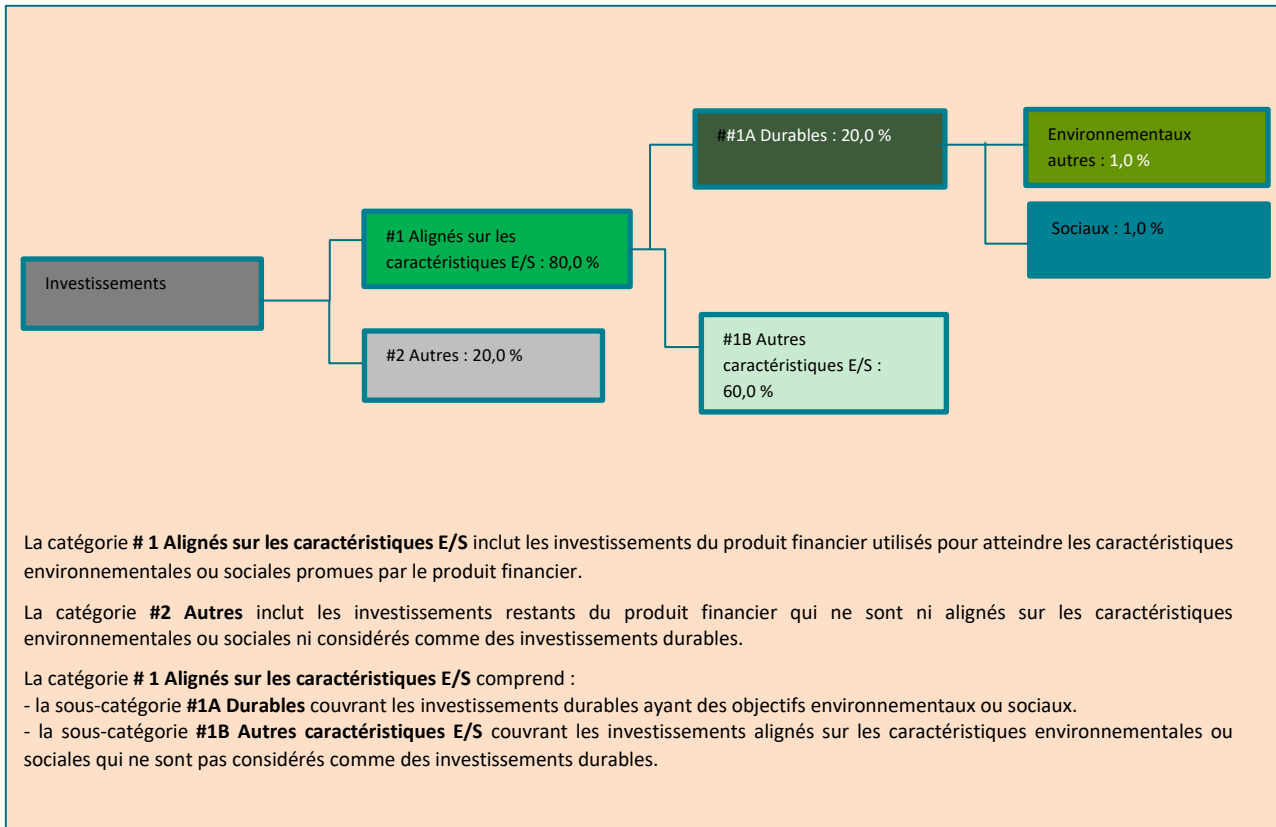 ##1A Durables : 20,0 %
Environnementaux
autres : 1,0 %
Sociaux : 1,0 %
#1 Alignés sur les
caractéristiques E/S : 80,0 %
Investissements
#2 Autres : 20,0 %
#1B Autres
caractéristiques E/S :
60,0 %
La catégorie # 1 Alignés sur les caractéristiques E/S inclut les investissements du produit financier utilisés pour atteindre les caractéristiques
environnementales ou sociales promues par le produit financier.
La catégorie #2 Autres inclut les investissements restants du produit financier qui ne sont ni alignés sur les caractéristiques
environnementales ou sociales ni considérés comme des investissements durables.
La catégorie # 1 Alignés sur les caractéristiques E/S comprend :
- la sous-catégorie #1A Durables couvrant les investissements durables ayant des objectifs environnementaux ou sociaux.
- la sous-catégorie #1B Autres caractéristiques E/S couvrant les investissements alignés sur les caractéristiques environnementales ou
sociales qui ne sont pas considérés comme des investissements durables.